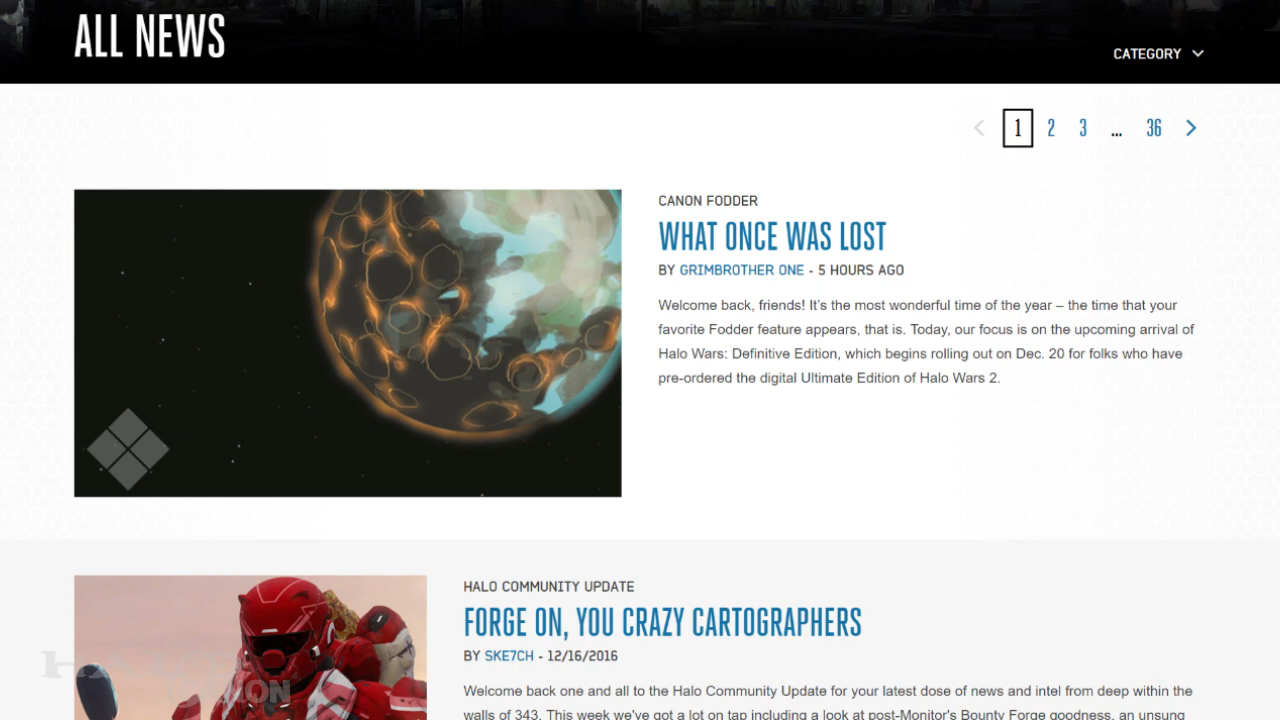 ALL NEWS
CATEGORY
1 2 3 ... 36
CANON FODDER
WHAT ONCE WAS LOST
BY GRIMBROTHER ONE - 5 HOURS AGO
Welcome back, friends! It's the most wonderful time of the year – the time that your
favorite Fodder feature appears, that is. Today, our focus is on the upcoming arrival of
Halo Wars: Definitive Edition, which begins rolling out on Dec. 20 for folks who have
pre-ordered the digital Ultimate Edition of Halo Wars 2.
HALO COMMUNITY UPDATE
FORGE ON, YOU CRAZY CARTOGRAPHERS
BY SKE7CH - 12/16/2016
Welcome back one and all to the Halo Community Update for your latest dose of news and intel from deep within the
walls of 343. This week we've got a lot on tap including a look at post-Monitor's Bounty Forge goodness, an unsung